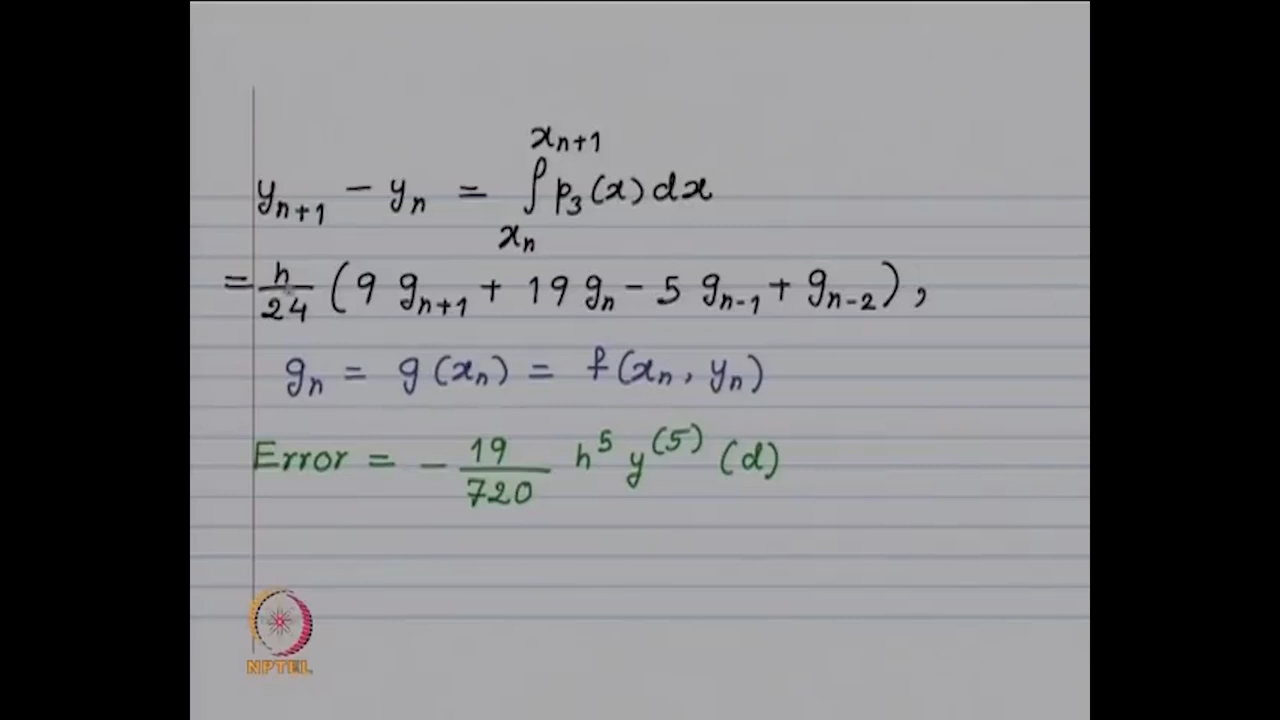 y_{n+1} - y_n = ∫_{x_n}^{x_{n+1}} p_3(x) dx
= h/24 (9 g_{n+1} + 19 g_n - 5 g_{n-1} + g_{n-2}),
g_n = g(x_n) = f(x_n, y_n)
Error = - 19/720 h^5 y^{(5)} (d)
NPTEL